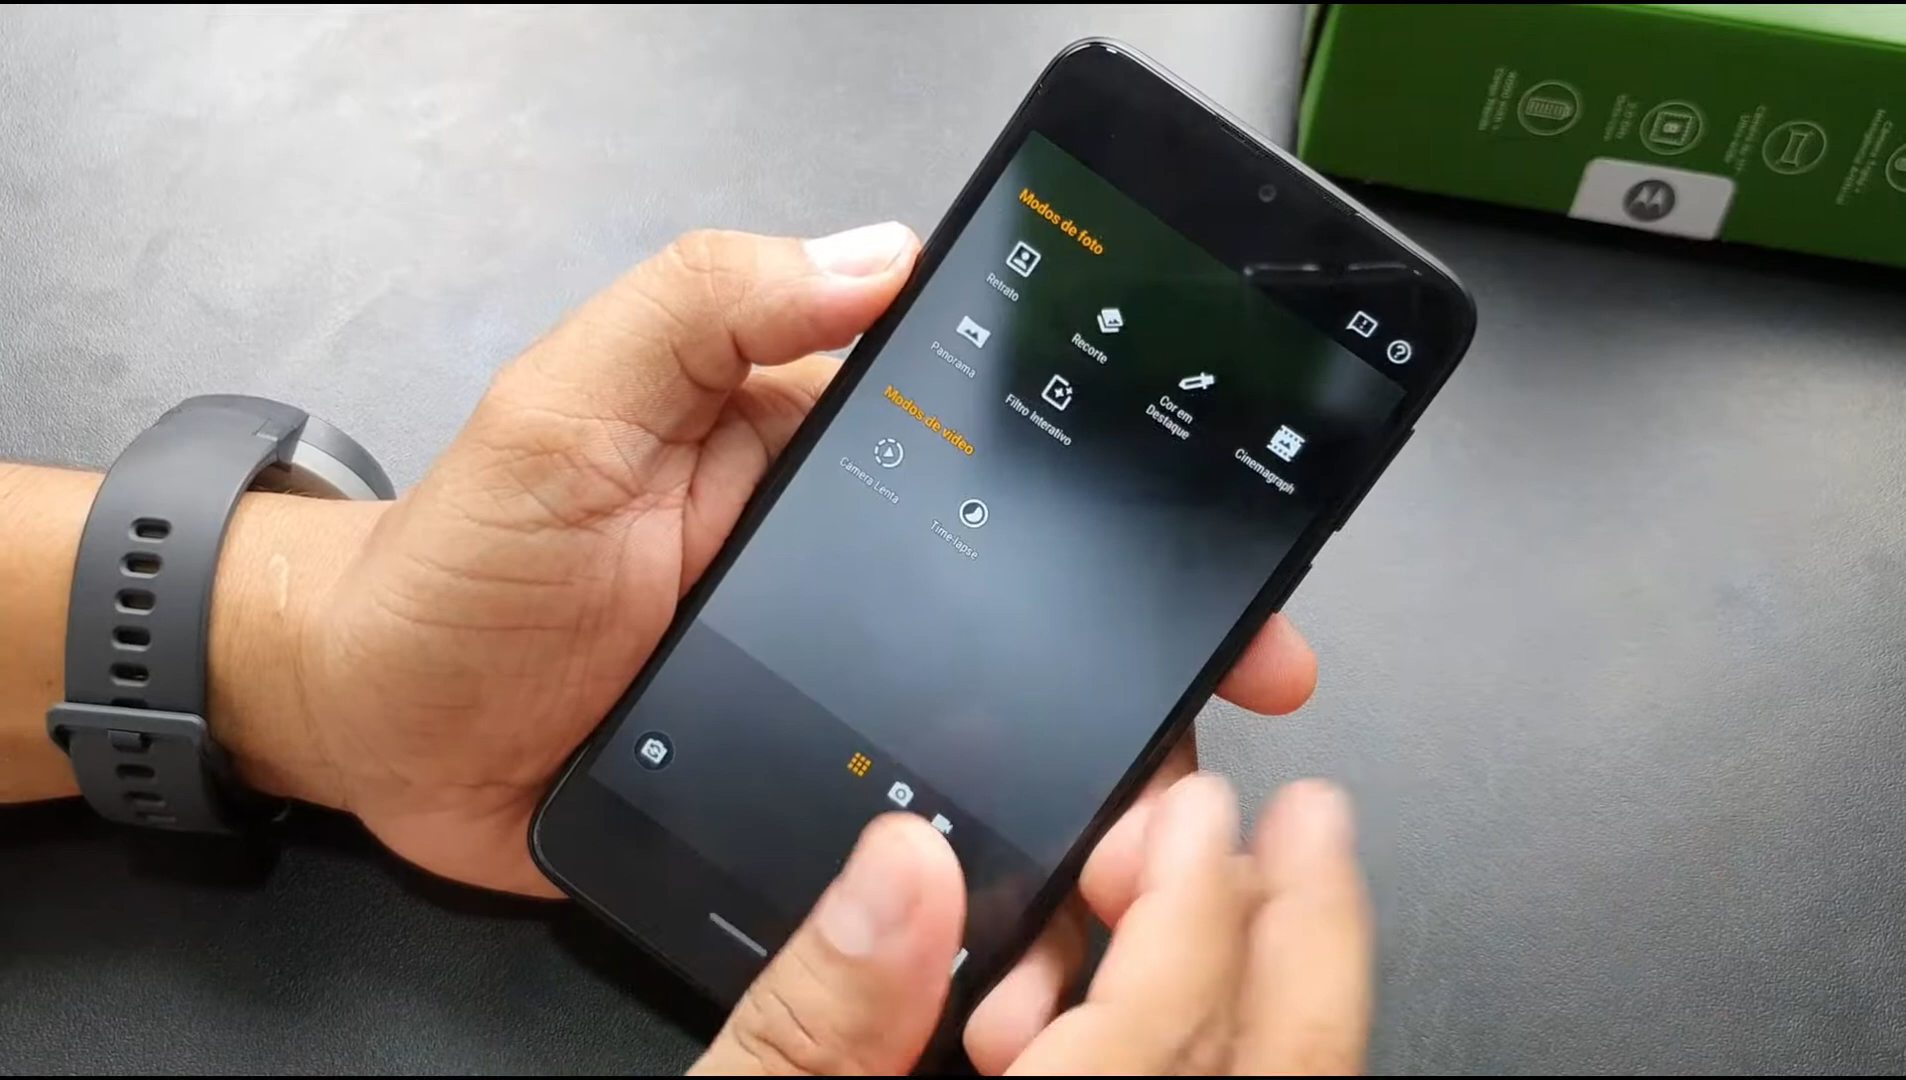 Modos de foto
Retrato
Recorte
Cor em
Destaque
Cinemagraph
Panorama
Filtro Interativo
Modos de vídeo
Câmera Lenta
Time-lapse